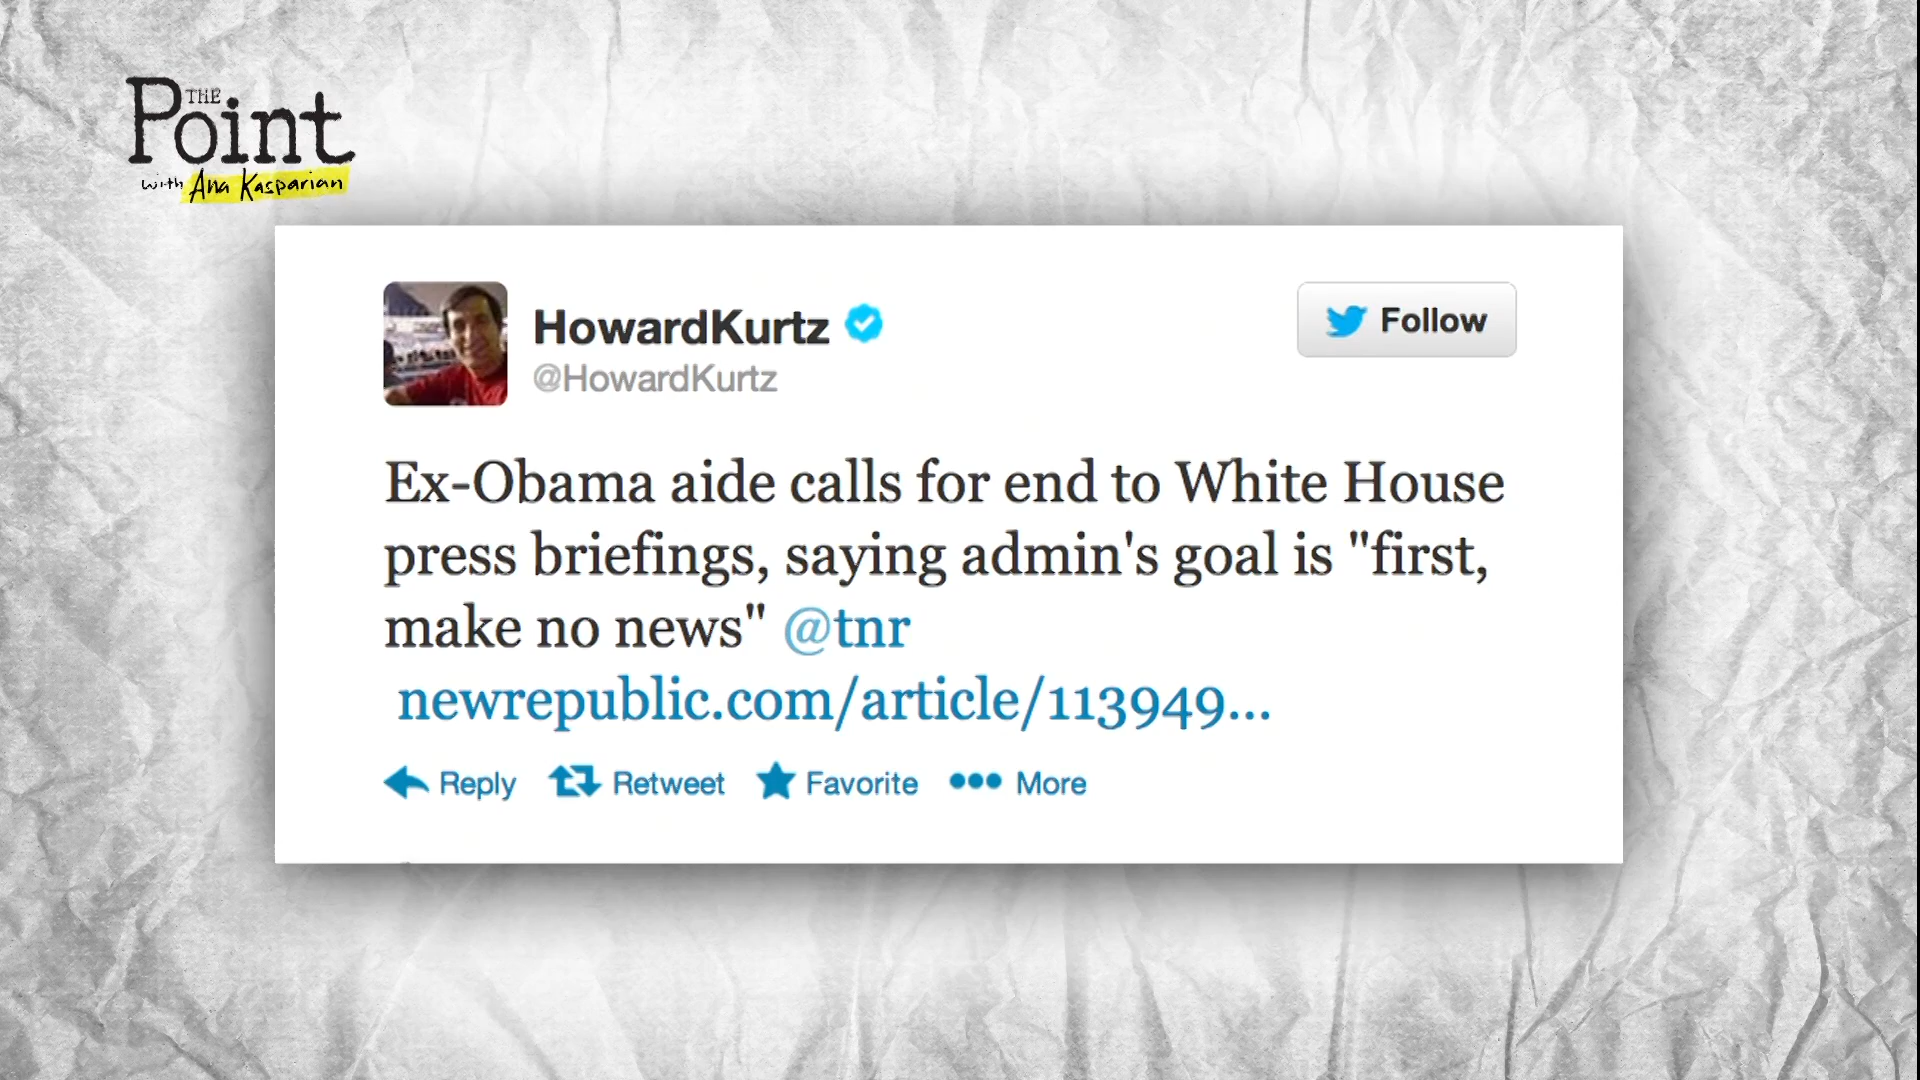 THE
Point
with Ana Kasparian
HowardKurtz
@HowardKurtz
Follow
Ex-Obama aide calls for end to White House
press briefings, saying admin's goal is "first,
make no news" @tnr
newrepublic.com/article/113949...
Reply Retweet Favorite More